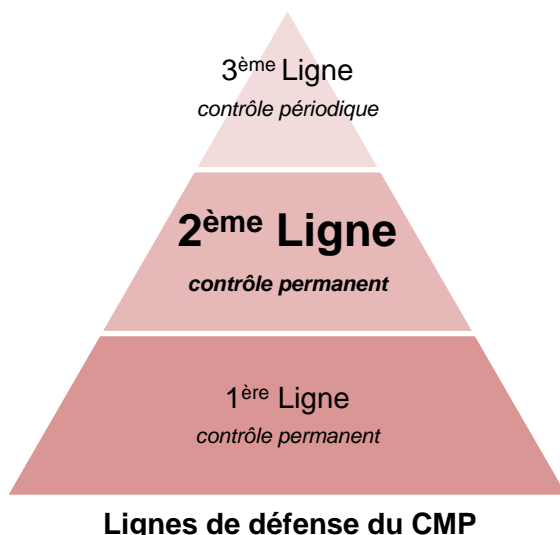 3ème Ligne
contrôle périodique
2ème Ligne
contrôle permanent
1ère Ligne
contrôle permanent
Lignes de défense du CMP